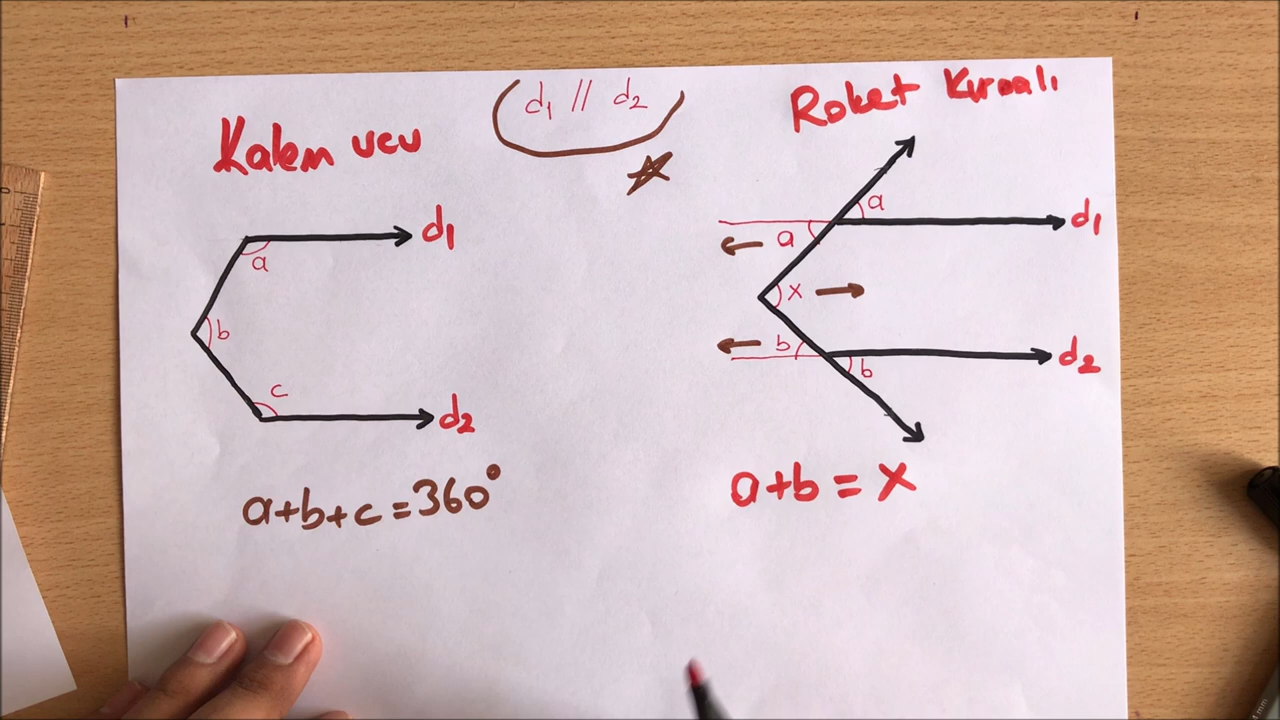 d₁ // d₂
Kalem ucu
d₁
a
b
c
d₂
a+b+c=360°
Roket Kuralı
a
d₁
a
x
b
d₂
b
a+b=x